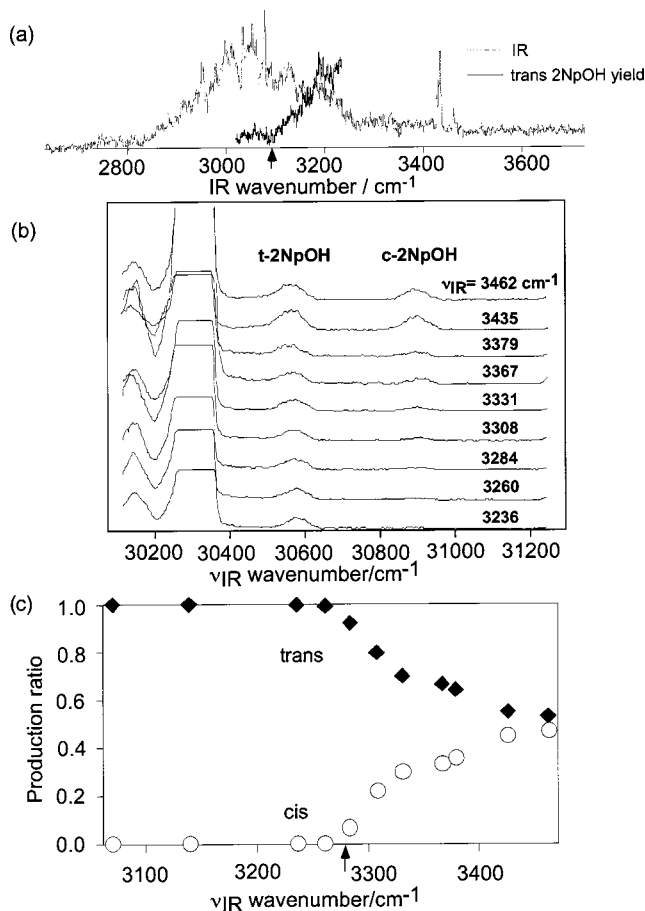 (a)
IR
trans 2NpOH yield
2800 3000 3200 3400 3600
IR wavenumber / cm-1
(b)
t-2NpOH c-2NpOH
νIR= 3462 cm-1
3435
3379
3367
3331
3308
3284
3260
3236
30200 30400 30600 30800 31000 31200
νIR wavenumber/cm-1
(c)
Production ratio
1.0
0.8
0.6
0.4
0.2
0.0
trans
cis
3100 3200 3300 3400
νIR wavenumber/cm-1